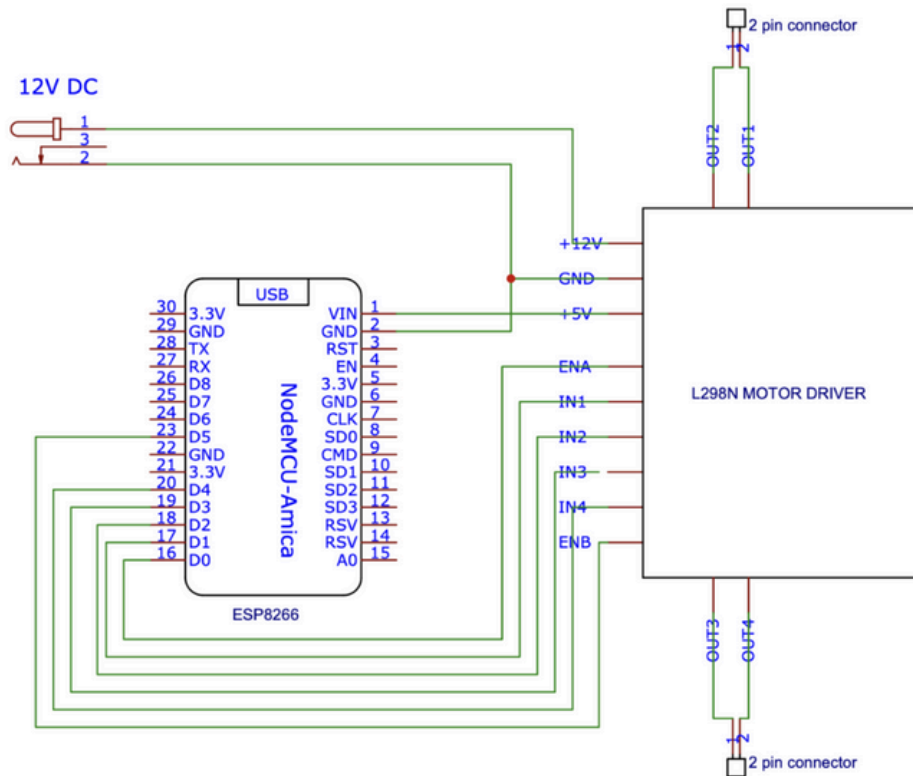 2 pin connector
1
2
12V DC
1
3
2
OUT2
OUT1
+12V
GND
+5V
ENA
IN1
IN2
IN3
IN4
ENB
L298N MOTOR DRIVER
USB
30 3.3V
29 GND
28 TX
27 RX
26 D8
25 D7
24 D6
23 D5
22 GND
21 3.3V
20 D4
19 D3
18 D2
17 D1
16 D0
VIN 1
GND 2
RST 3
EN 4
3.3V 5
GND 6
CLK 7
SD0 8
CMD 9
SD1 10
SD2 11
SD3 12
RSV 13
RSV 14
A0 15
NodeMCU-Amica
ESP8266
OUT3
OUT4
1
2
2 pin connector